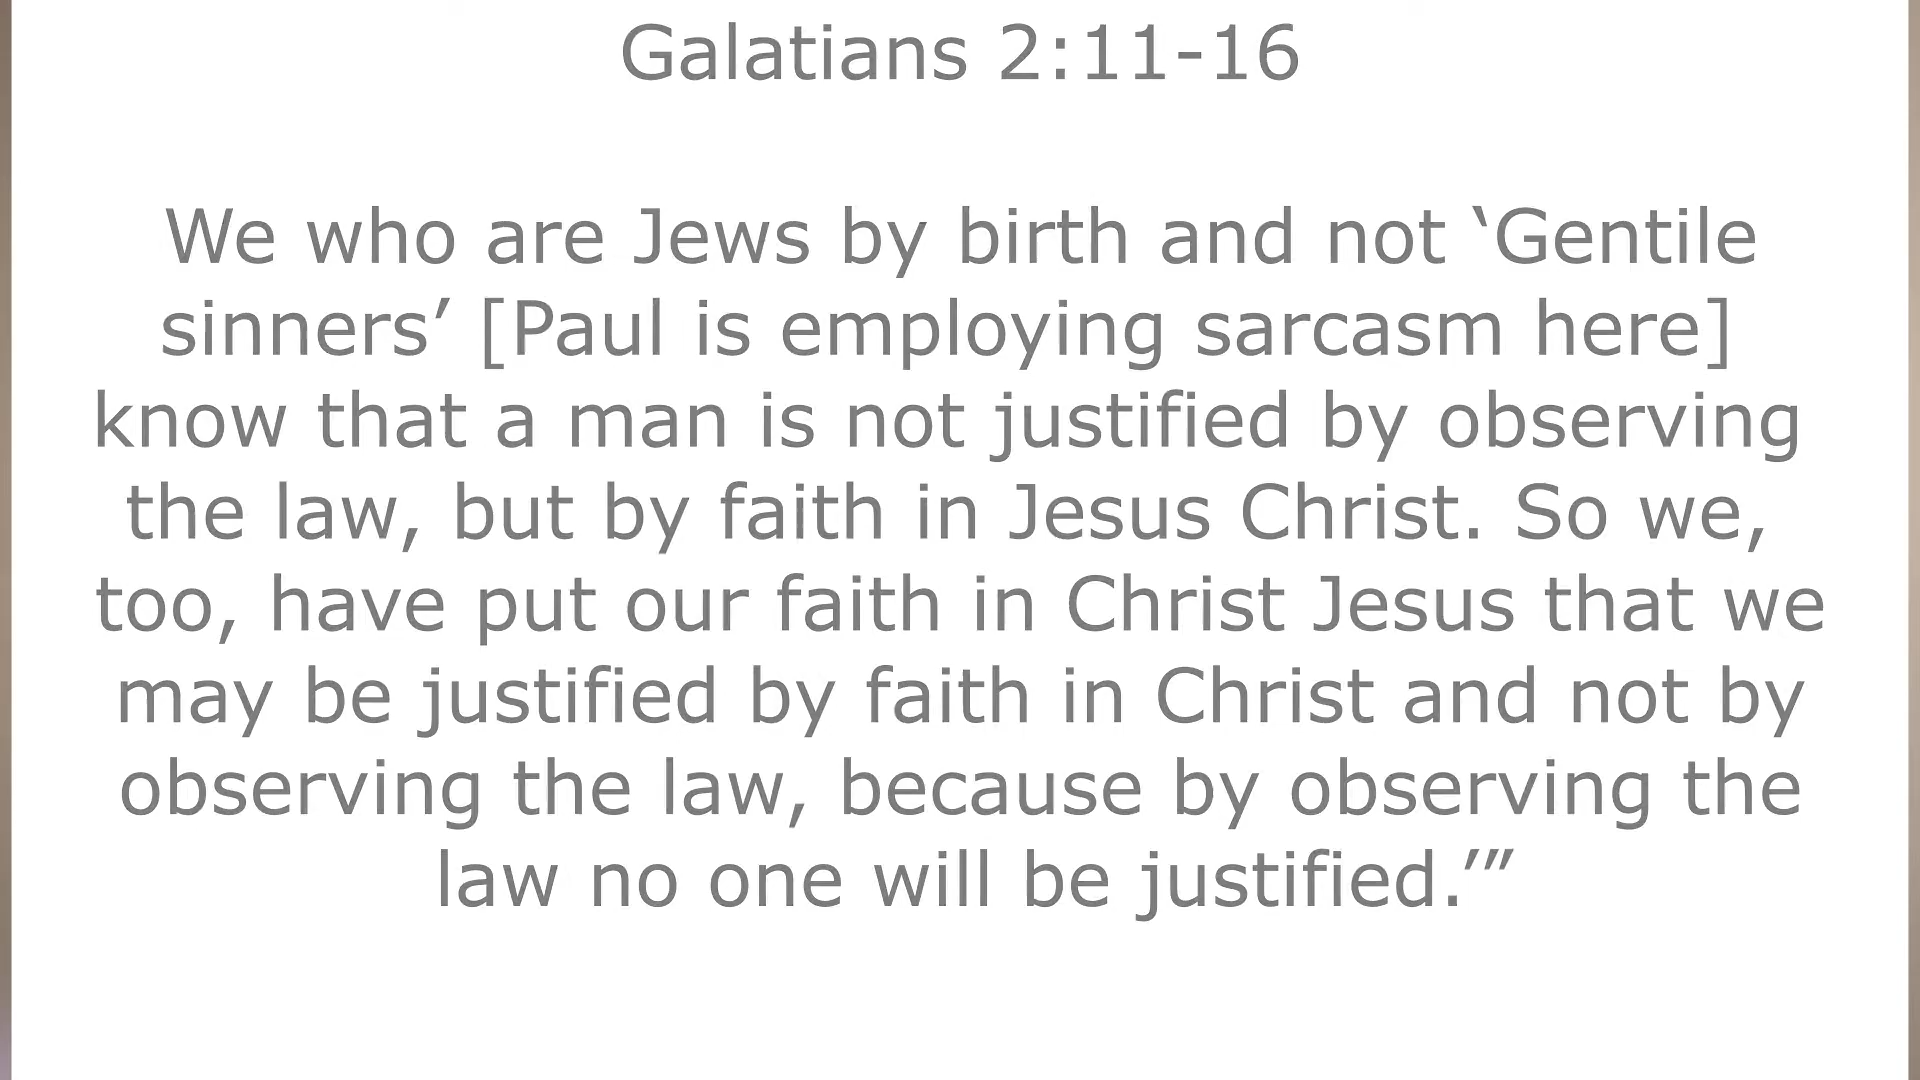 Galatians 2:11-16
We who are Jews by birth and not ‘Gentile
sinners’ [Paul is employing sarcasm here]
know that a man is not justified by observing
the law, but by faith in Jesus Christ. So we,
too, have put our faith in Christ Jesus that we
may be justified by faith in Christ and not by
observing the law, because by observing the
law no one will be justified.’”